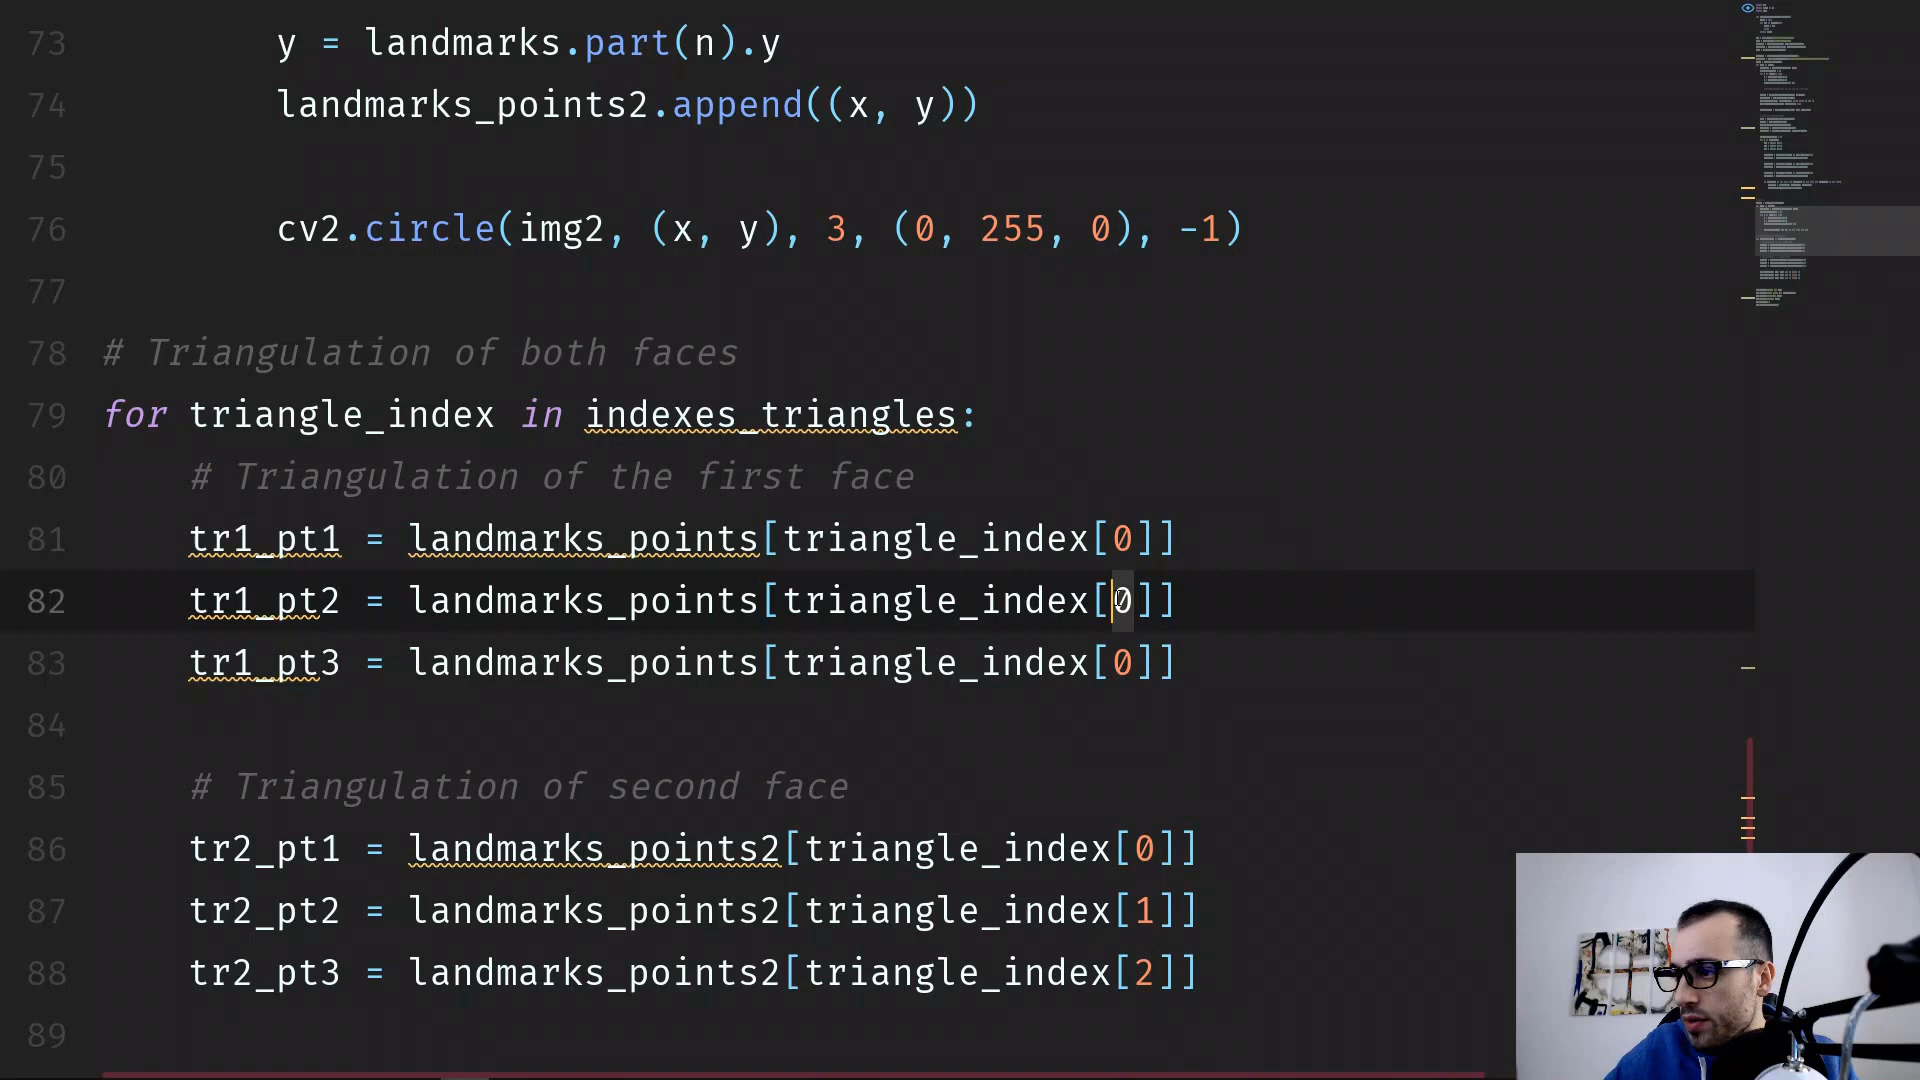 73 y = landmarks.part(n).y
74 landmarks_points2.append((x, y))
75
76 cv2.circle(img2, (x, y), 3, (0, 255, 0), -1)
77
78 # Triangulation of both faces
79 for triangle_index in indexes_triangles:
80 # Triangulation of the first face
81 tr1_pt1 = landmarks_points[triangle_index[0]]
82 tr1_pt2 = landmarks_points[triangle_index[0]]
83 tr1_pt3 = landmarks_points[triangle_index[0]]
84
85 # Triangulation of second face
86 tr2_pt1 = landmarks_points2[triangle_index[0]]
87 tr2_pt2 = landmarks_points2[triangle_index[1]]
88 tr2_pt3 = landmarks_points2[triangle_index[2]]
89